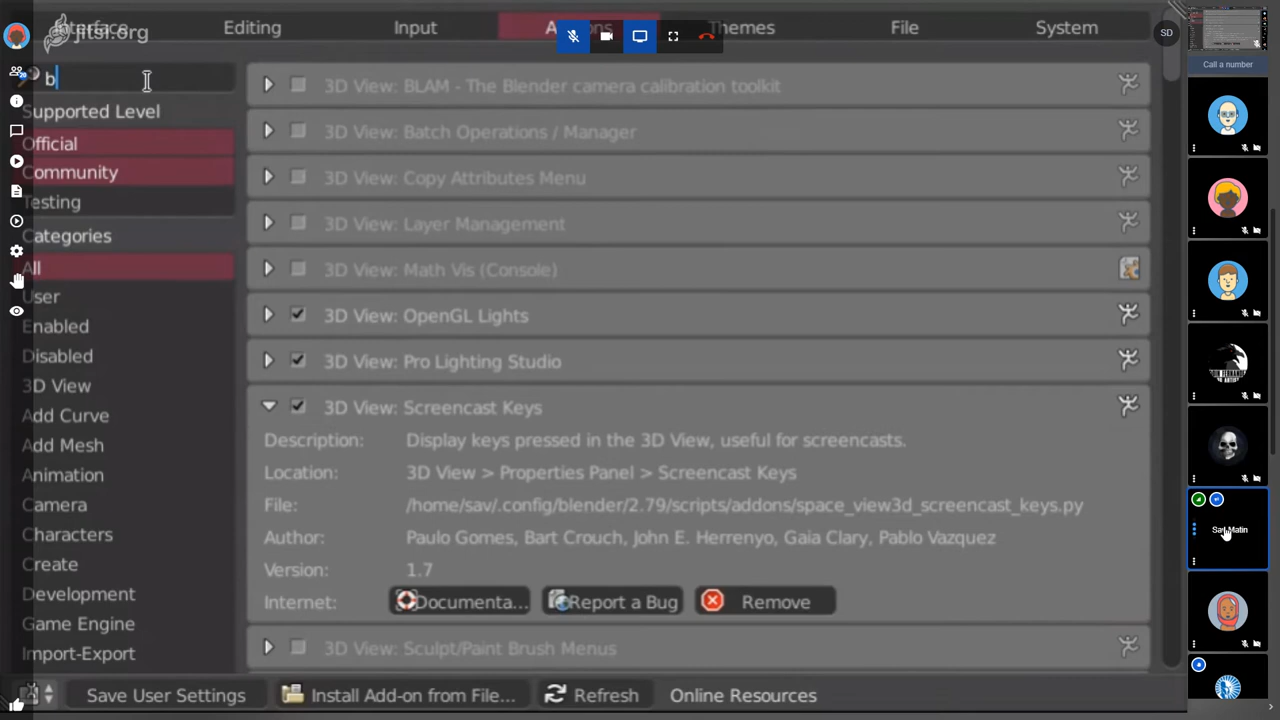 Interface Editing Input Add-ons Themes File System
jitsi.org
SD
Call a number
b
Supported Level
Official
Community
Testing
Categories
All
User
Enabled
Disabled
3D View
Add Curve
Add Mesh
Animation
Camera
Characters
Create
Development
Game Engine
Import-Export
3D View: BLAM - The Blender camera calibration toolkit
3D View: Batch Operations / Manager
3D View: Copy Attributes Menu
3D View: Layer Management
3D View: Math Vis (Console)
3D View: OpenGL Lights
3D View: Pro Lighting Studio
3D View: Screencast Keys
Description: Display keys pressed in the 3D View, useful for screencasts.
Location: 3D View > Properties Panel > Screencast Keys
File: /home/sav/.config/blender/2.79/scripts/addons/space_view3d_screencast_keys.py
Author: Paulo Gomes, Bart Crouch, John E. Herrenyo, Gaia Clary, Pablo Vazquez
Version: 1.7
Internet: Documenta... Report a Bug Remove
3D View: Sculpt/Paint Brush Menus
Save User Settings Install Add-on from File... Refresh Online Resources
Matin